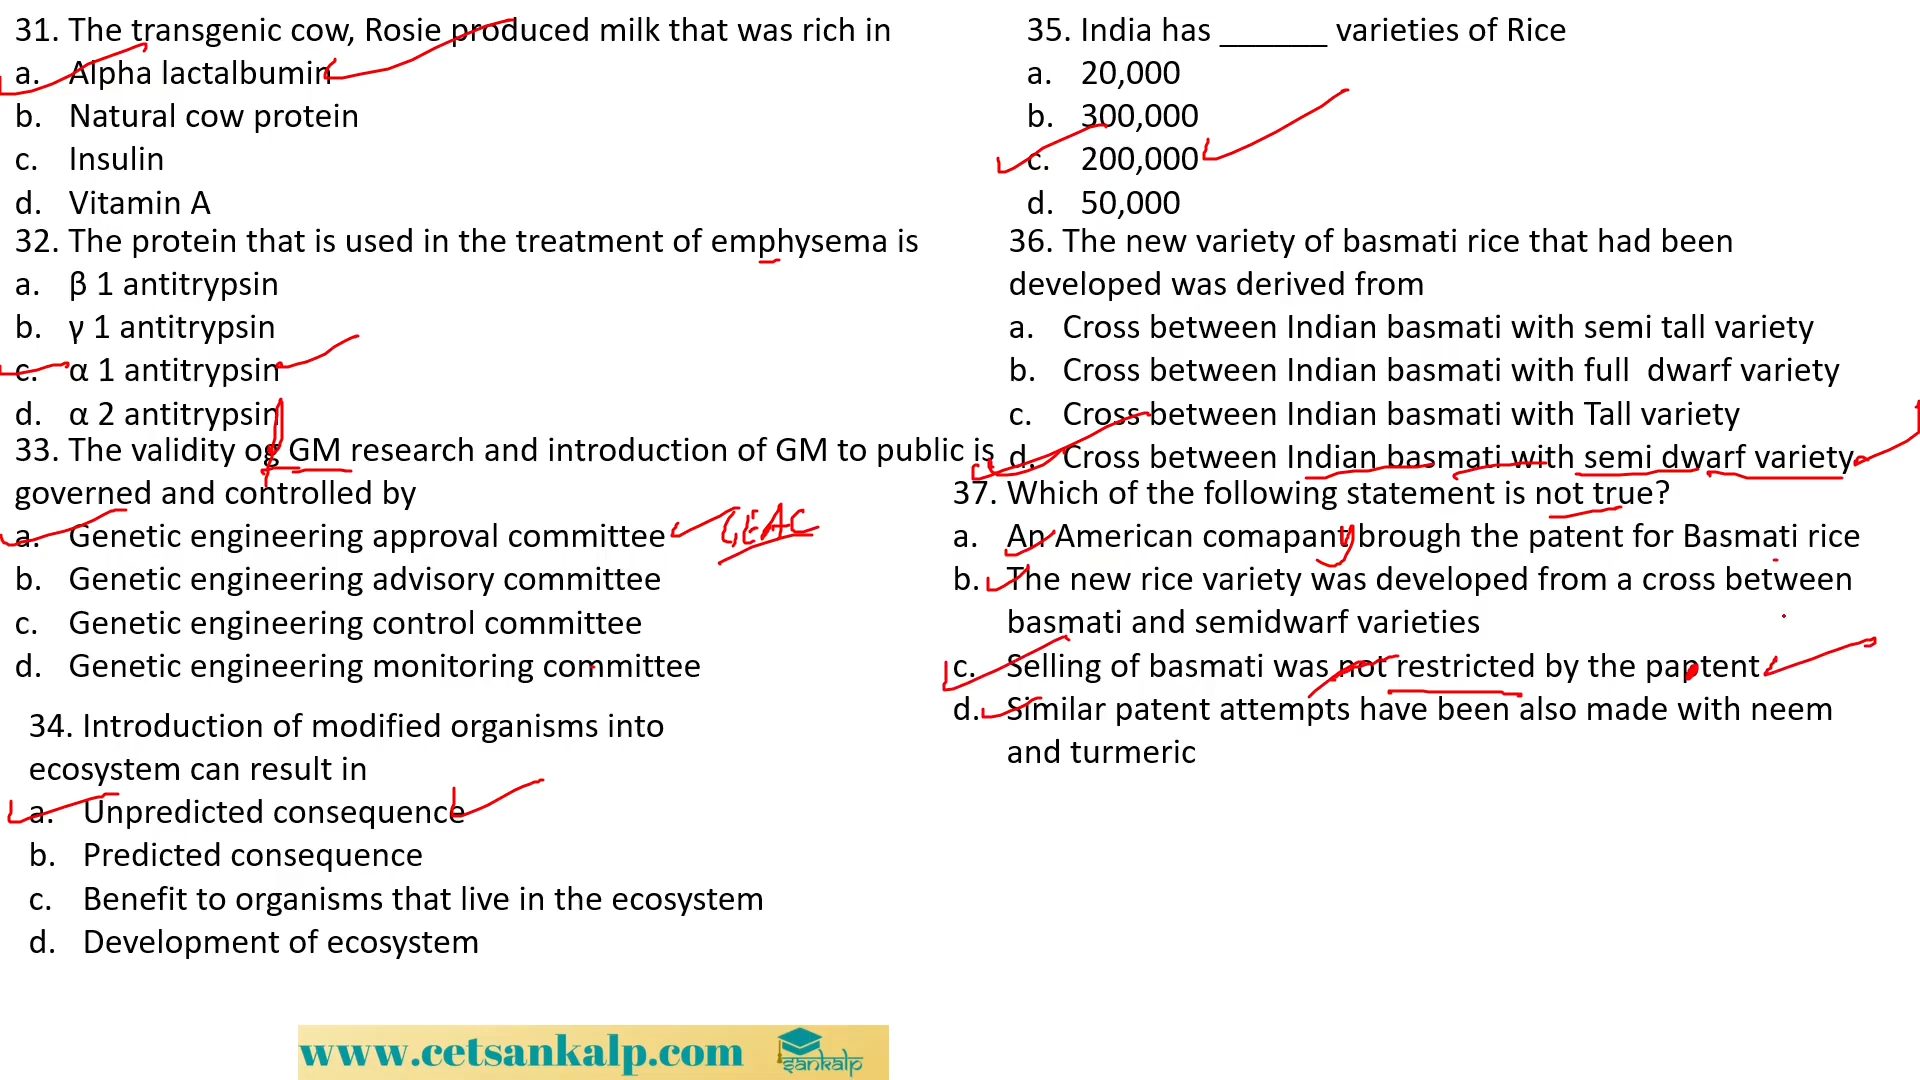 31. The transgenic cow, Rosie produced milk that was rich in
a. Alpha lactalbumin
b. Natural cow protein
c. Insulin
d. Vitamin A
32. The protein that is used in the treatment of emphysema is
a. β 1 antitrypsin
b. γ 1 antitrypsin
c. α 1 antitrypsin
d. α 2 antitrypsin
33. The validity og GM research and introduction of GM to public is
governed and controlled by
a. Genetic engineering approval committee GEAC
b. Genetic engineering advisory committee
c. Genetic engineering control committee
d. Genetic engineering monitoring committee
34. Introduction of modified organisms into
ecosystem can result in
a. Unpredicted consequence
b. Predicted consequence
c. Benefit to organisms that live in the ecosystem
d. Development of ecosystem
35. India has ______ varieties of Rice
a. 20,000
b. 300,000
c. 200,000
d. 50,000
36. The new variety of basmati rice that had been
developed was derived from
a. Cross between Indian basmati with semi tall variety
b. Cross between Indian basmati with full dwarf variety
c. Cross between Indian basmati with Tall variety
d. Cross between Indian basmati with semi dwarf variety
37. Which of the following statement is not true?
a. An American comapany brough the patent for Basmati rice
b. The new rice variety was developed from a cross between
basmati and semidwarf varieties
c. Selling of basmati was not restricted by the paptent
d. Similar patent attempts have been also made with neem
and turmeric
www.cetsankalp.com
sankalp